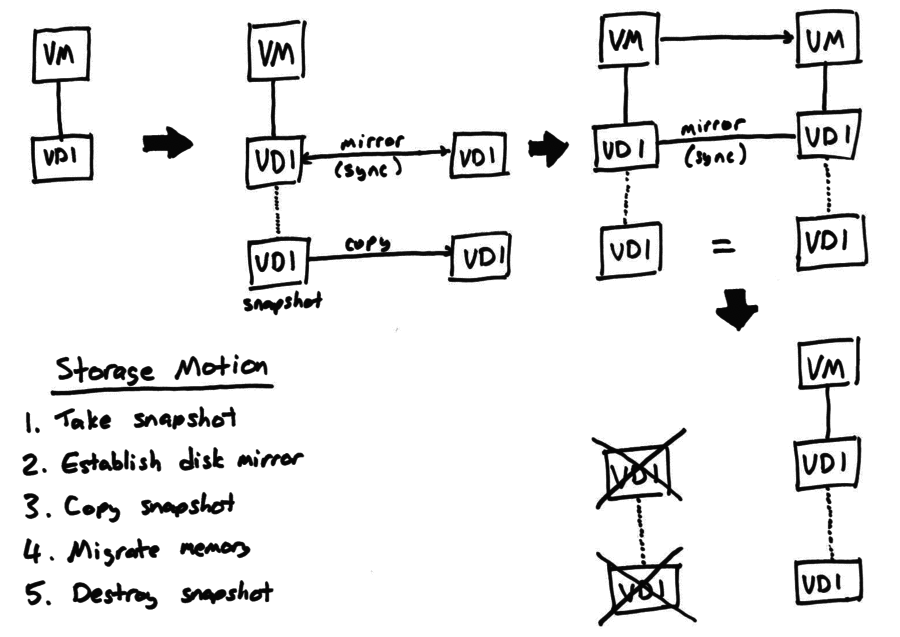 VM
VDI
VM
VDI
mirror
(sync)
VDI
VDI
snapshot
copy
VDI
VM
VM
VDI
mirror
(sync)
VDI
VDI
=
VDI
Storage Motion
1. Take snapshot
2. Establish disk mirror
3. Copy snapshot
4. Migrate memory
5. Destroy snapshot
VDI
VDI
VM
VDI
VDI